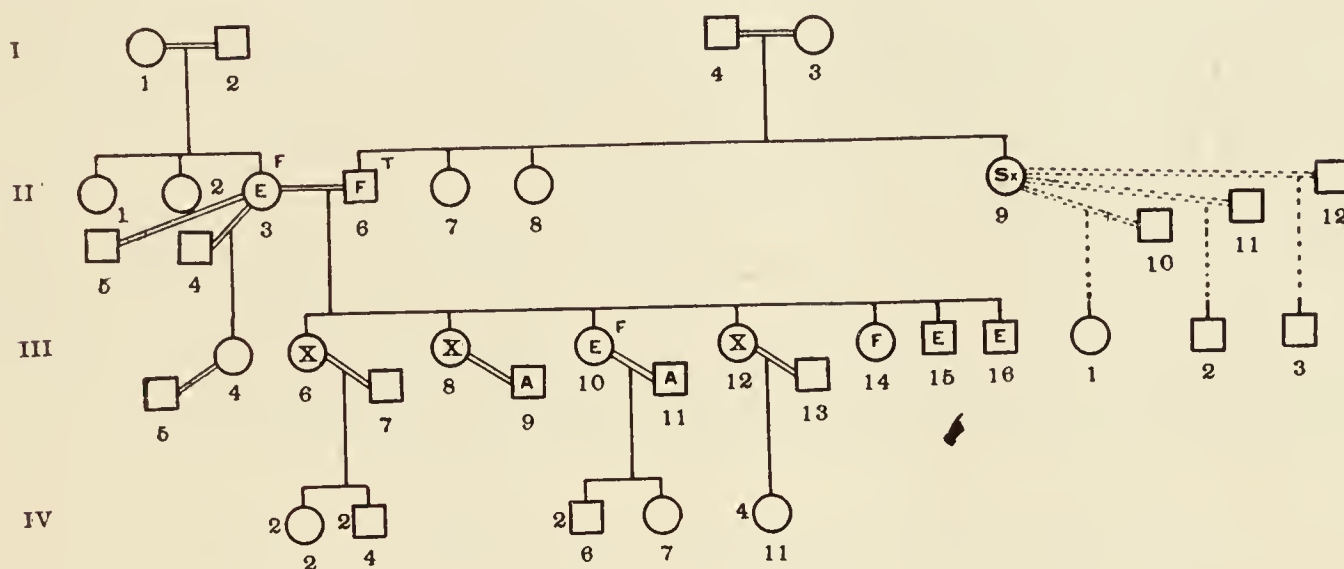 I
1 2 4 3
F T
E F Sx
II 1 2 3 6 7 8 9 10 11 12
5 4
F
X X E X F E E
III 6 8 10 12 14 15 16 1 2 3
4 A A
5 7 9 11 13
IV 2 2 2 4
2 4 6 7 11